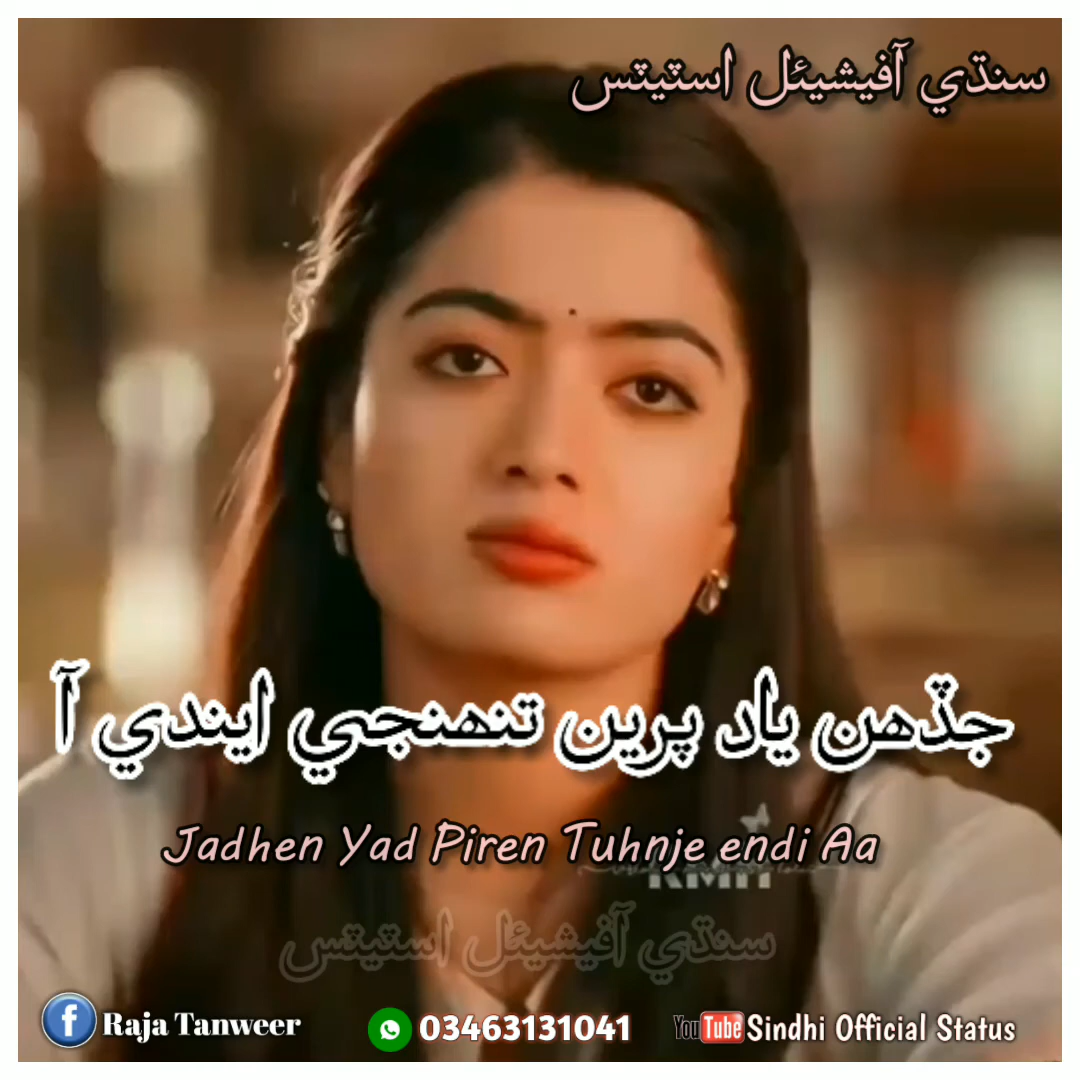 سنڌي آفيشيئل اسٽيٽس
جڏهن ياد پرين تنهنجي ايندي آ
Jadhen Yad Piren Tuhnje endi Aa
سنڌي آفيشيئل اسٽيٽس
Raja Tanweer 03463131041 YouTube Sindhi Official Status